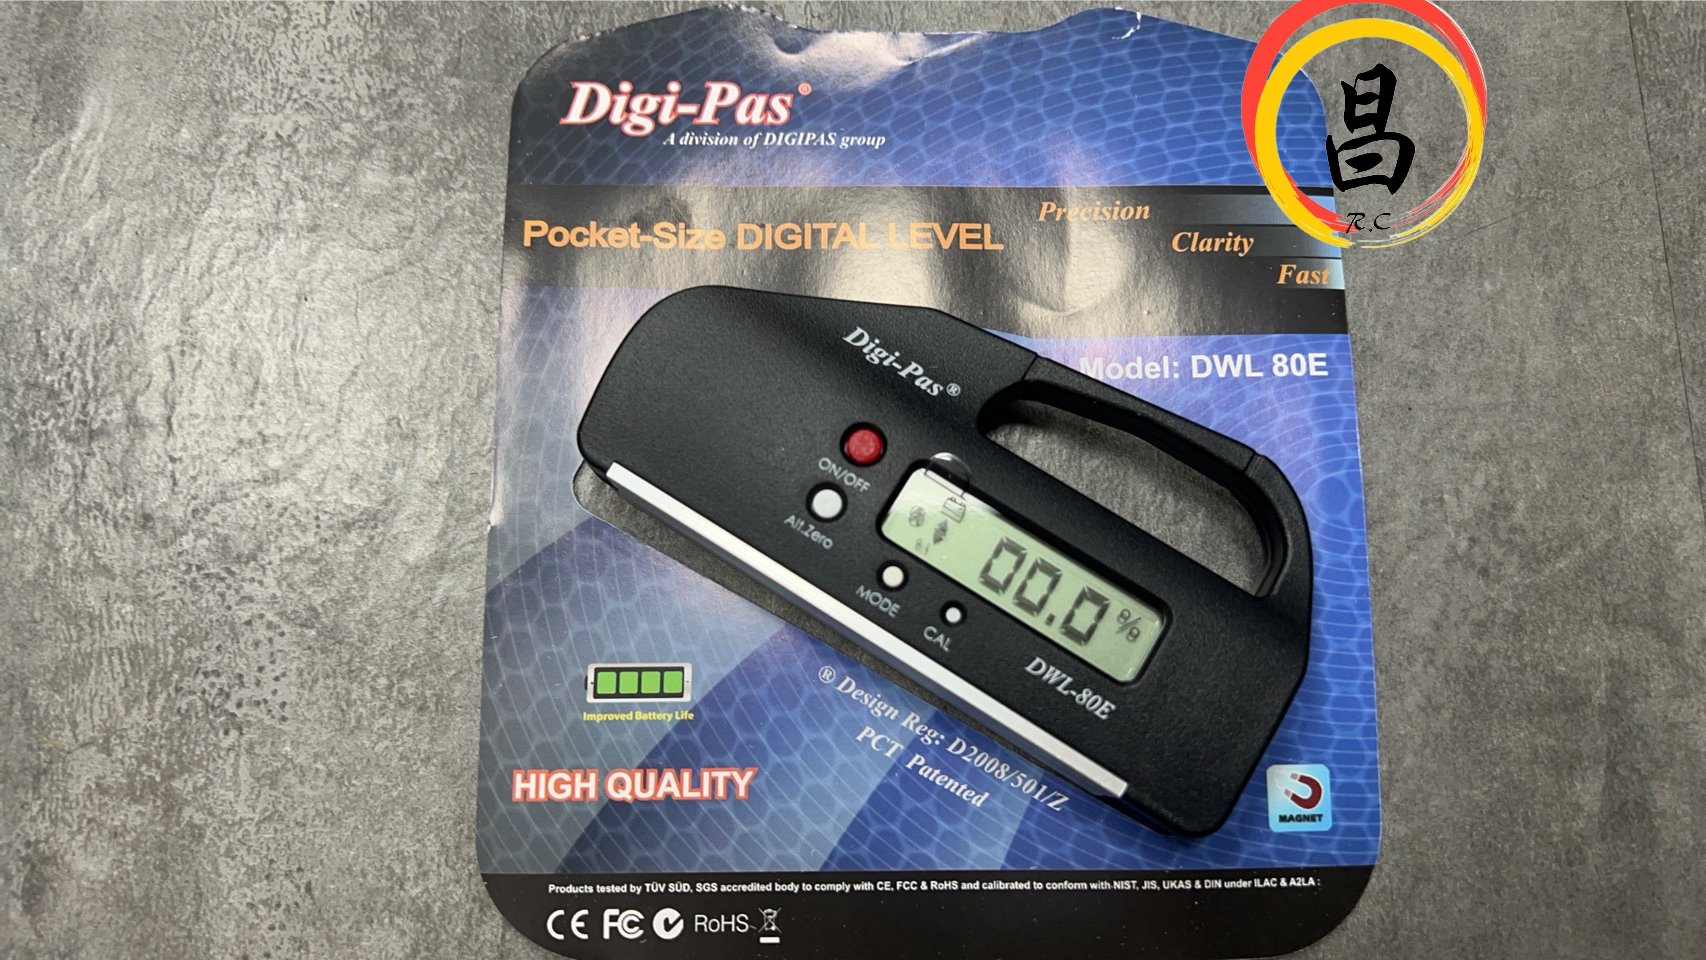 Digi-Pas®
A division of DIGIPAS group
昌
R.C
Precision
Pocket-Size DIGITAL LEVEL
Clarity
Fast
Model: DWL 80E
Digi-Pas®
ON/OFF
Alt.Zero
MODE
CAL
00.0 %
DWL-80E
® Design Reg: D2008/501/Z
PCT Patented
Improved Battery Life
HIGH QUALITY
MAGNET
Products tested by TÜV SÜD, SGS accredited body to comply with CE, FCC & RoHS and calibrated to conform with NIST, JIS, UKAS & DIN under ILAC & A2LA :
CE FC RoHS